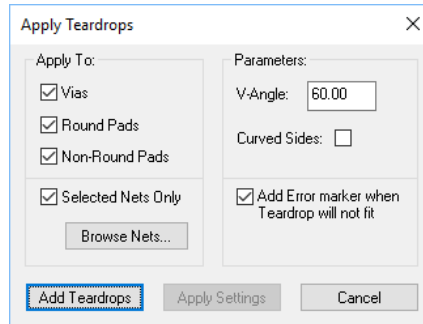 Apply Teardrops
Apply To:
Vias
Round Pads
Non-Round Pads
Selected Nets Only
Browse Nets...
Parameters:
V-Angle: 60.00
Curved Sides:
Add Error marker when
Teardrop will not fit
Add Teardrops
Apply Settings
Cancel